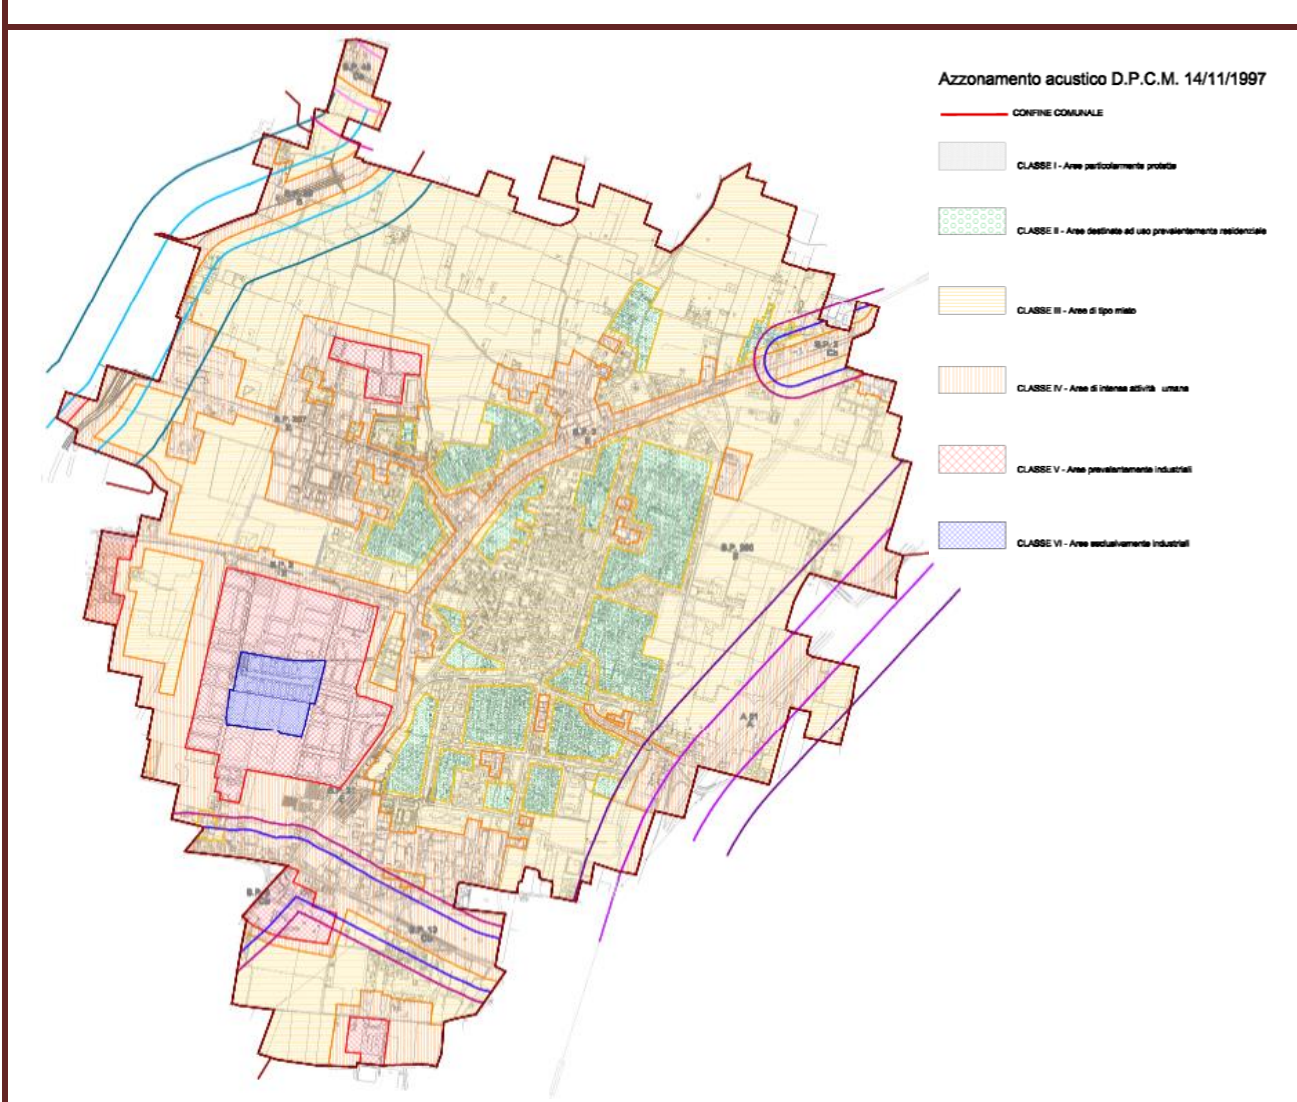 Azzonamento acustico D.P.C.M. 14/11/1997
CONFINE COMUNALE
CLASSE I - Aree particolarmente protette
CLASSE II - Aree destinate ad uso prevalentemente residenziale
CLASSE III - Aree di tipo misto
CLASSE IV - Aree di intensa attività umana
CLASSE V - Aree prevalentemente industriali
CLASSE VI - Aree esclusivamente industriali
S.P.
S.P. 2
S.P. 13